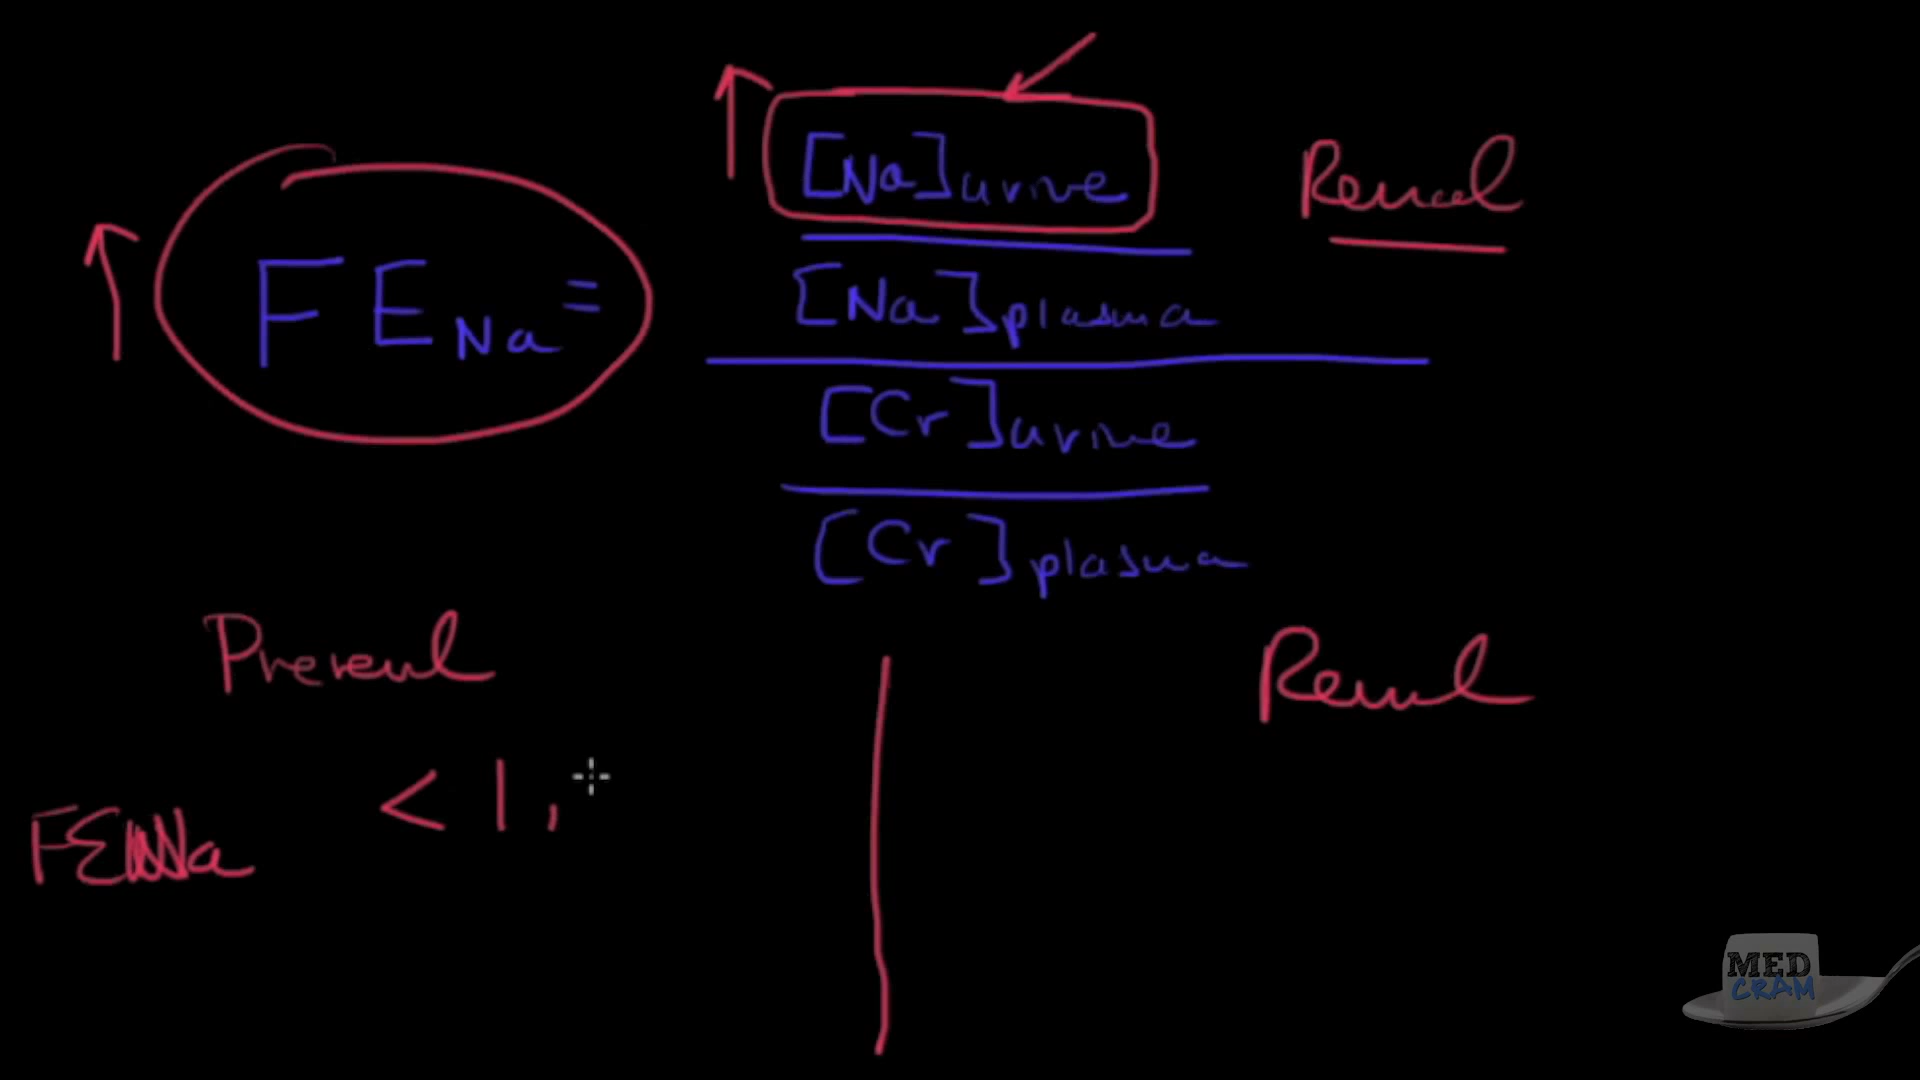 [Na]urine Renal
FENa =
[Na]plasma
[Cr]urine
[Cr]plasma
Prerenal Renal
FENa < 1,
MED
CRAM